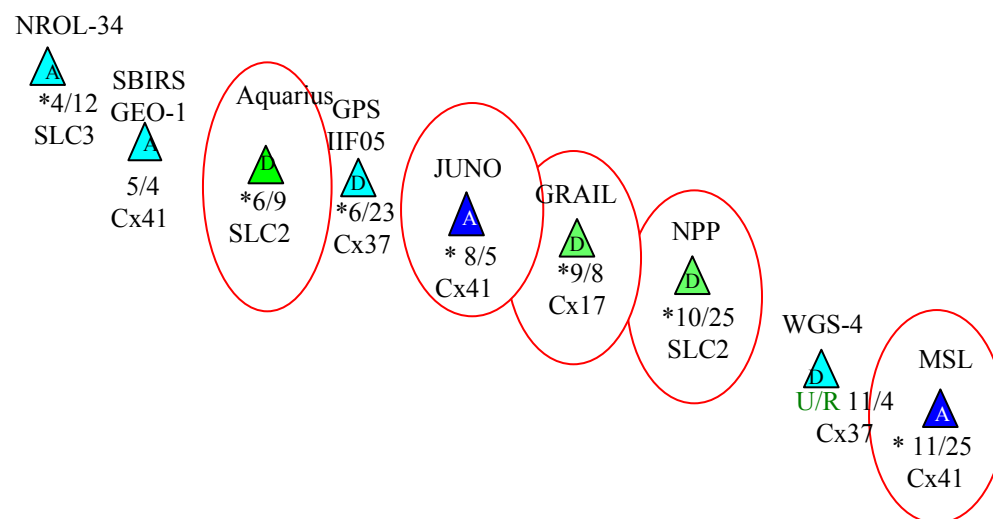 NROL-34
A
*4/12
SLC3
SBIRS
GEO-1
A
5/4
Cx41
Aquarius
D
*6/9
SLC2
GPS
IIF05
D
*6/23
Cx37
JUNO
A
* 8/5
Cx41
GRAIL
D
*9/8
Cx17
NPP
D
*10/25
SLC2
WGS-4
D
U/R 11/4
Cx37
MSL
A
* 11/25
Cx41